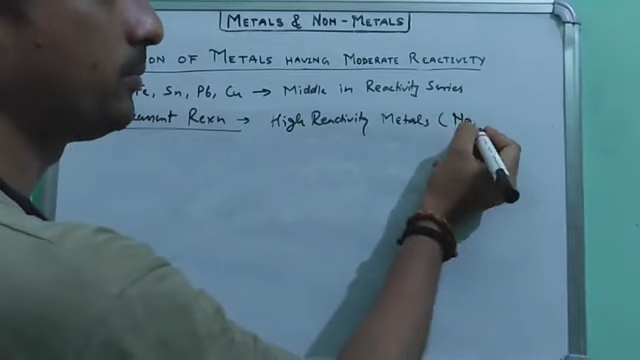 METALS & NON-METALS
ON OF METALS HAVING MODERATE REACTIVITY
Fe, Sn, Pb, Cu → Middle in Reactivity Series
ement Rexn → High Reactivity Metals ( Na